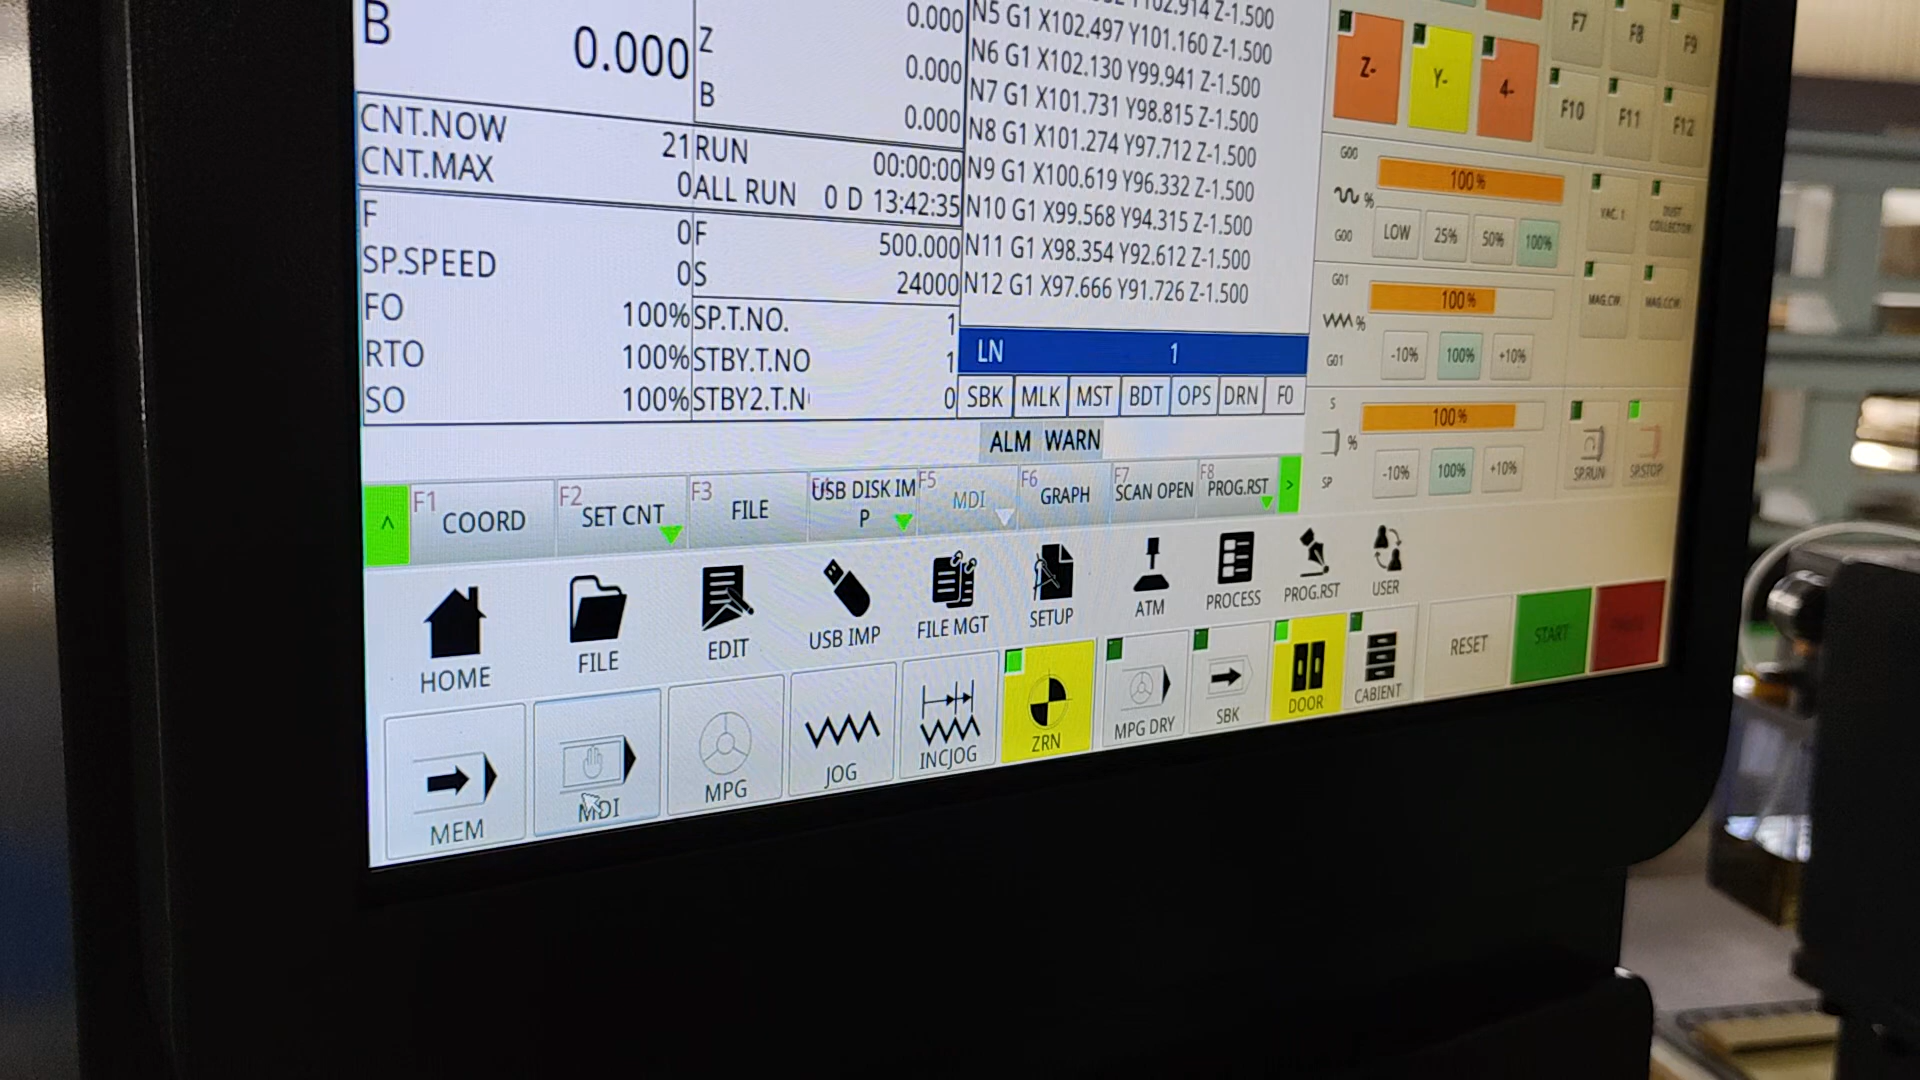 B
0.000
Z
0.000
B
0.000
0.000
CNT.NOW 21
CNT.MAX 0
RUN 00:00:00
ALL RUN 0 D 13:42:35
F 0
SP.SPEED 0
FO 100%
RTO 100%
SO 100%
F 500.000
S 24000
SP.T.NO. 1
STBY.T.NO 1
STBY2.T.N 0
Y102.914 Z-1.500
N5 G1 X102.497 Y101.160 Z-1.500
N6 G1 X102.130 Y99.941 Z-1.500
N7 G1 X101.731 Y98.815 Z-1.500
N8 G1 X101.274 Y97.712 Z-1.500
N9 G1 X100.619 Y96.332 Z-1.500
N10 G1 X99.568 Y94.315 Z-1.500
N11 G1 X98.354 Y92.612 Z-1.500
N12 G1 X97.666 Y91.726 Z-1.500
LN 1
SBK MLK MST BDT OPS DRN F0
ALM WARN
Z- Y- 4-
F7 F8 F9
F10 F11 F12
G00
100%
%
G00 LOW 25% 50% 100%
G01
100%
%
G01 -10% 100% +10%
S
100%
%
SP -10% 100% +10%
VAC. 1
DUST COLLECTOR
MAG.CW. MAG.CCW.
SP.RUN SP.STOP
^
F1 COORD
F2 SET CNT
F3 FILE
USB DISK IM
P
F5 MDI
F6 GRAPH
F7 SCAN OPEN
F8 PROG.RST
>
HOME FILE EDIT USB IMP FILE MGT SETUP ATM PROCESS PROG.RST USER
MEM MDI MPG JOG INCJOG ZRN MPG DRY SBK DOOR CABIENT RESET START